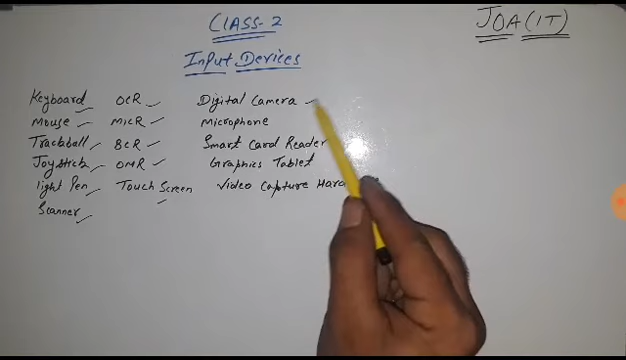 CLASS-2
JOA(IT)
Input Devices
Keyboard OCR Digital Camera
Mouse MICR Microphone
Trackball BCR Smart Card Reader
Joystick OMR Graphics Tablet
light Pen Touch Screen Video Capture
Scanner